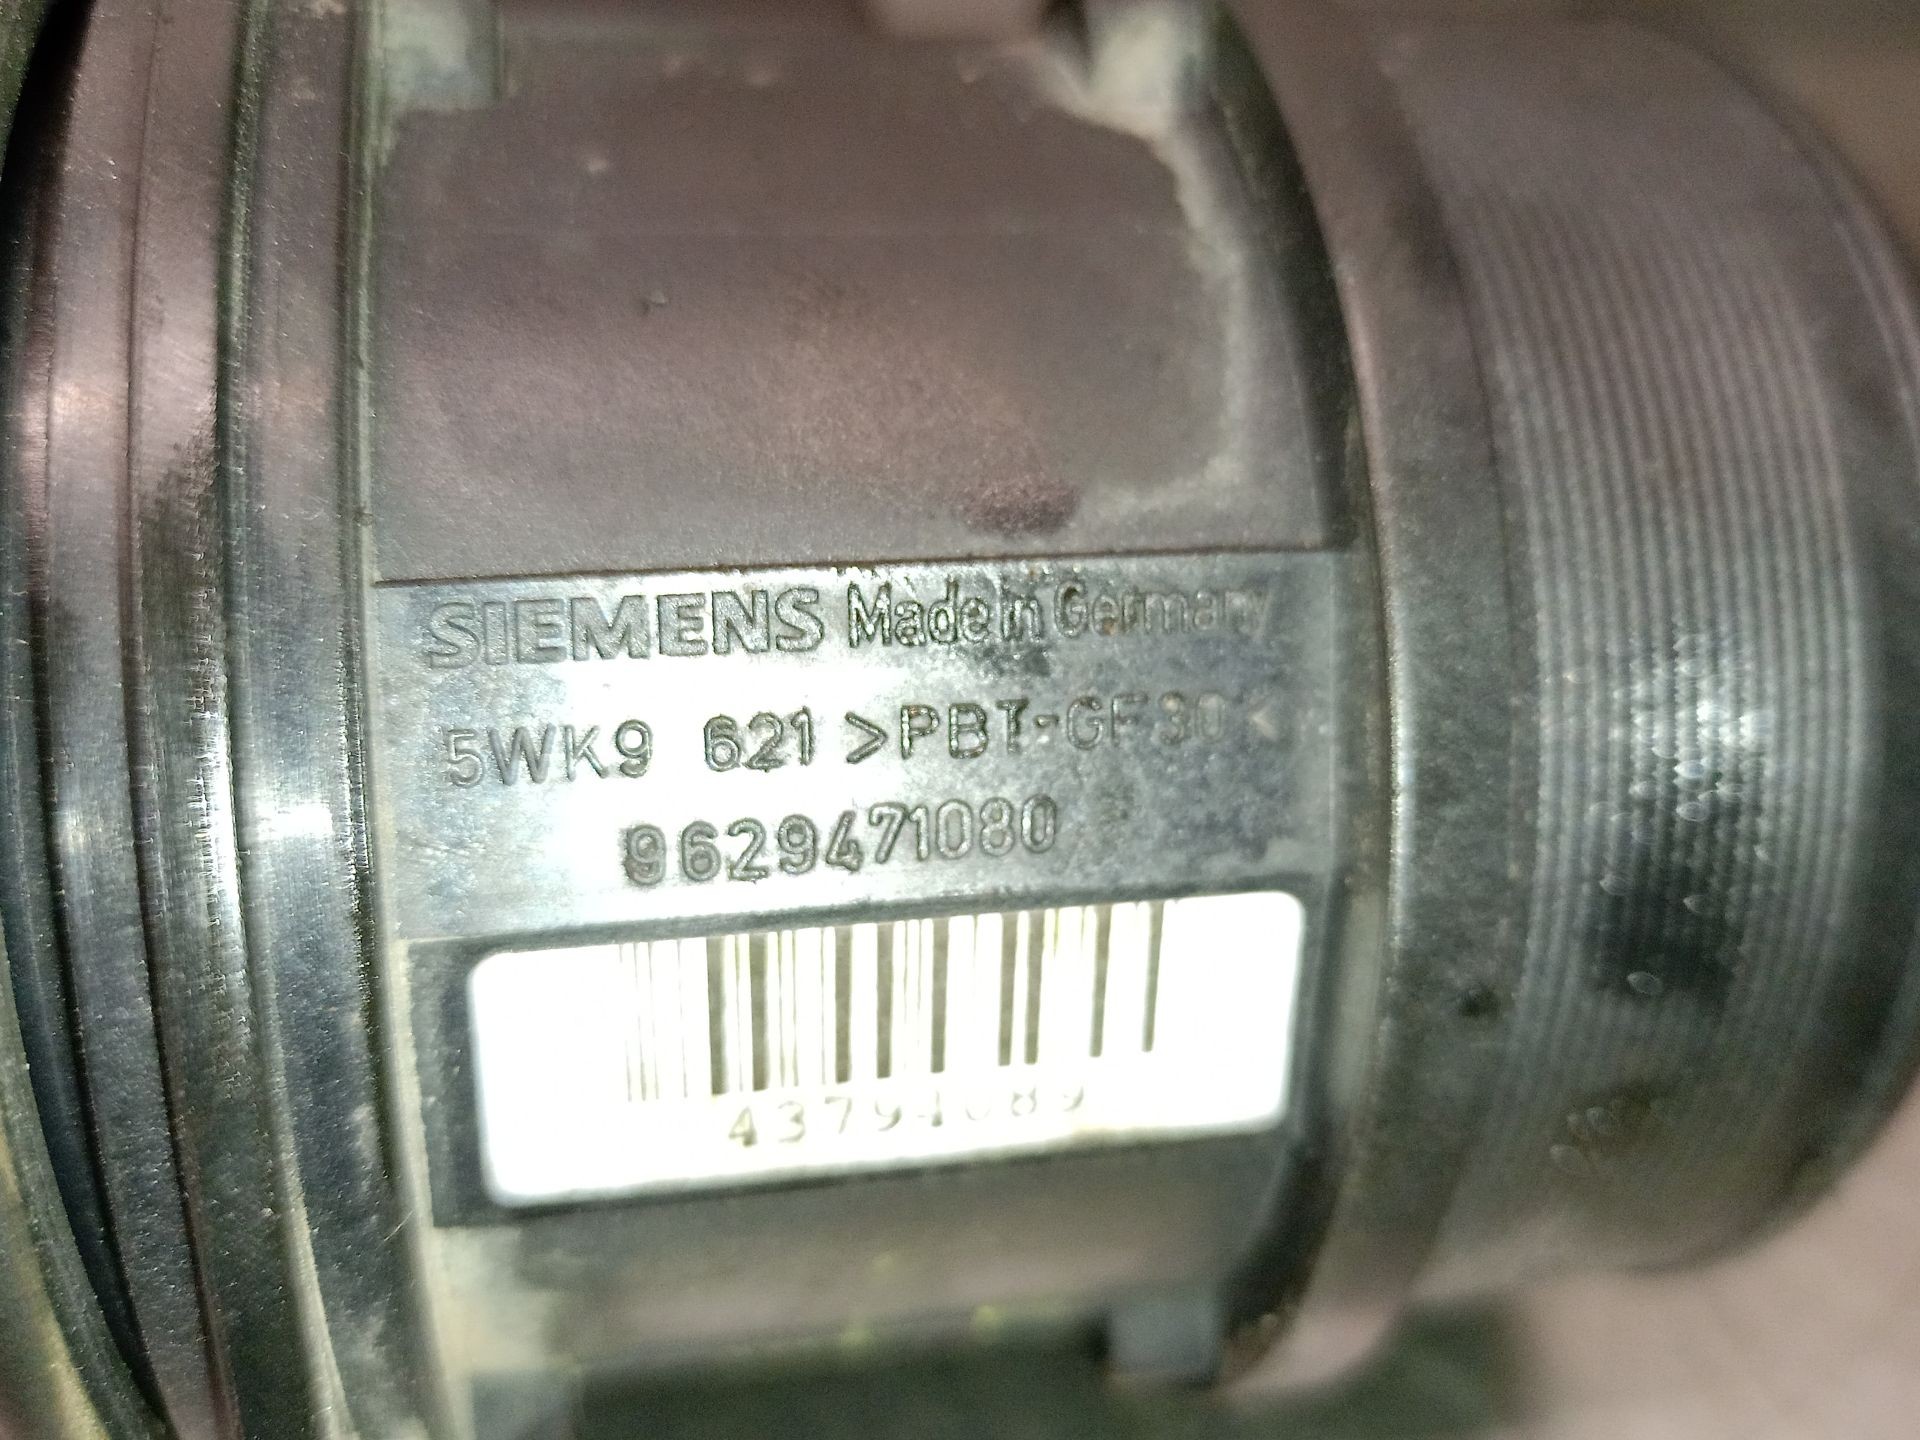 SIEMENS Made in Germany
5WK9 621 >PBT-GF30<
9629471080
43794089